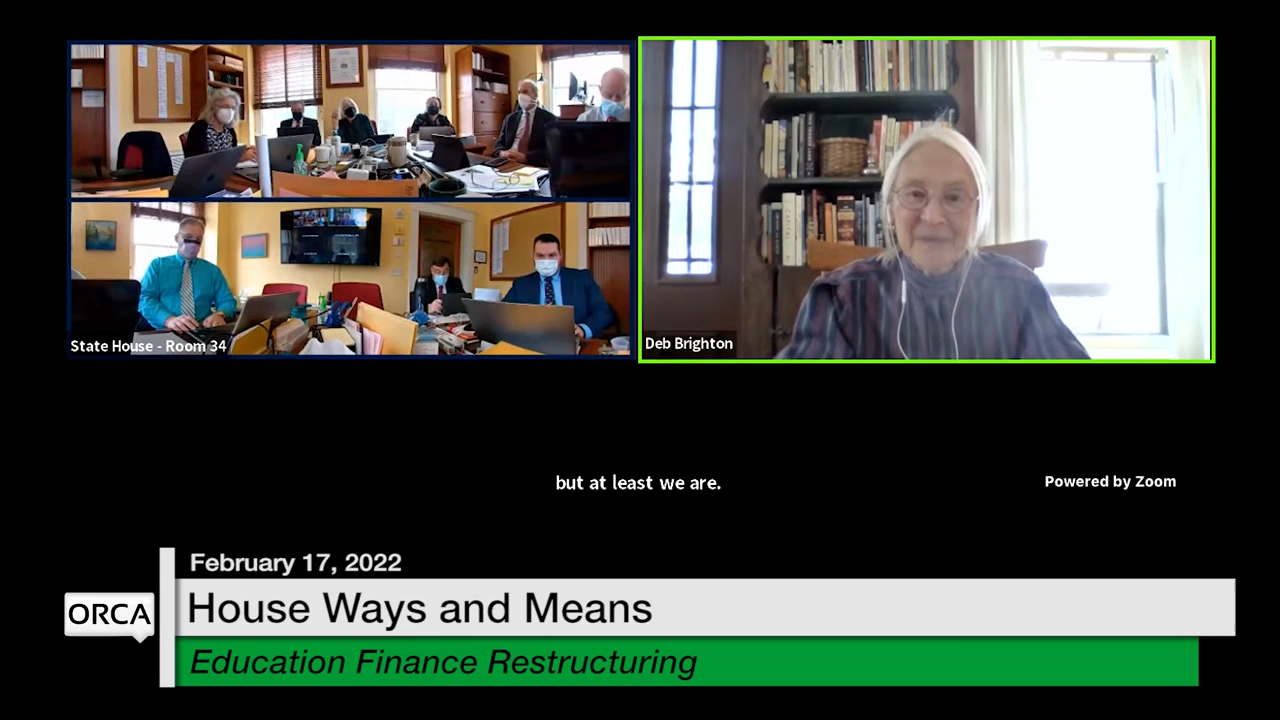 State House - Room 34
Deb Brighton
but at least we are.
Powered by Zoom
February 17, 2022
House Ways and Means
ORCA
Education Finance Restructuring